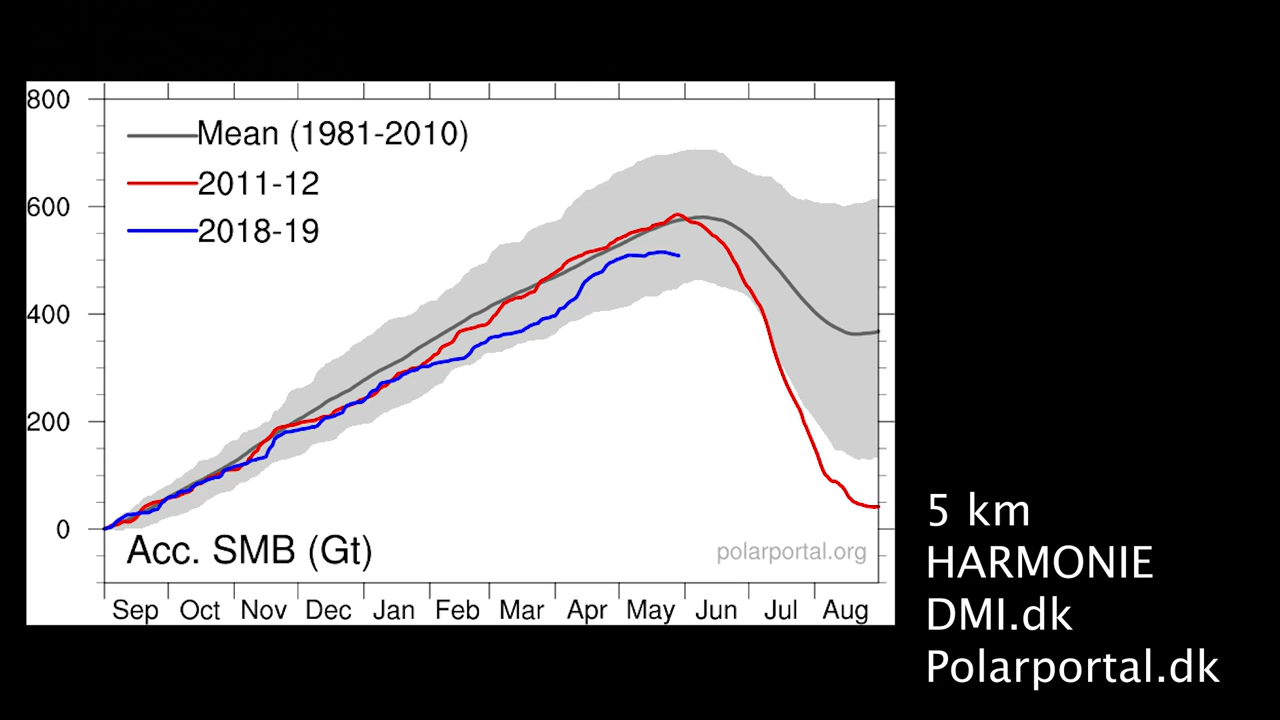 800
Mean (1981-2010)
2011-12
600
2018-19
400
200
0
Acc. SMB (Gt)
polarportal.org
Sep Oct Nov Dec Jan Feb Mar Apr May Jun Jul Aug
5 km
HARMONIE
DMI.dk
Polarportal.dk